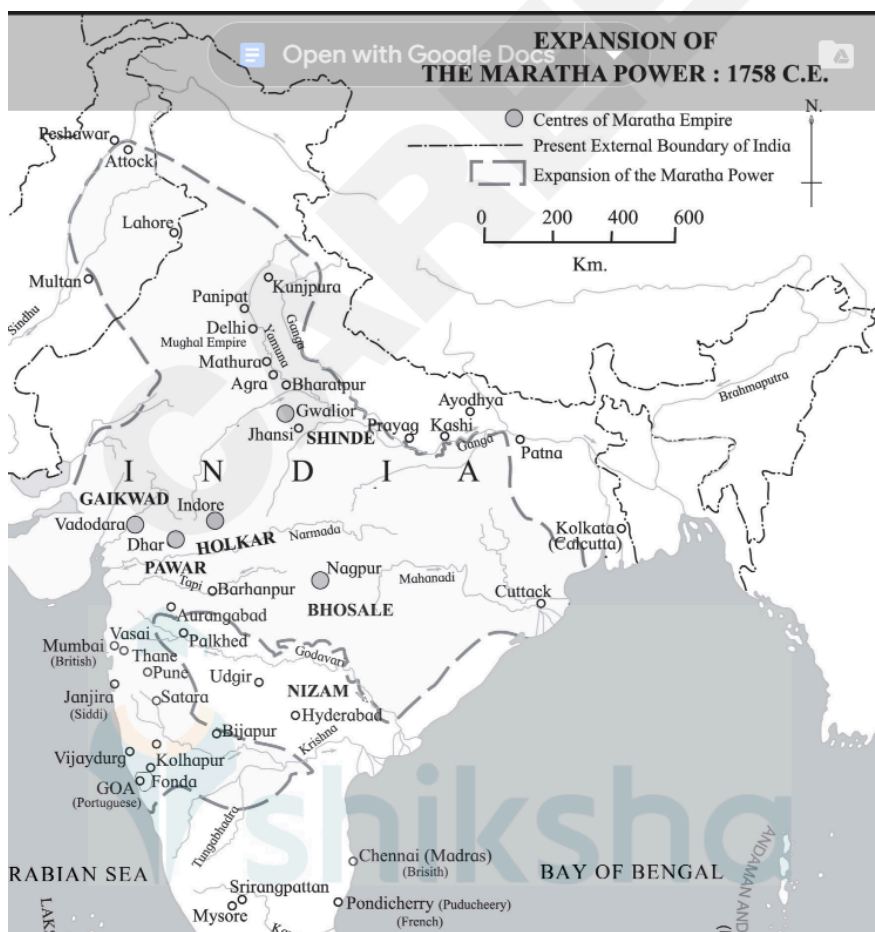 Open with Google Docs
EXPANSION OF
THE MARATHA POWER : 1758 C.E.
N.
Centres of Maratha Empire
Present External Boundary of India
Expansion of the Maratha Power
0 200 400 600
Km.
Peshawar
Attock
Lahore
Multan
Sindhu
Kunjpura
Panipat
Delhi
Mughal Empire
Yamuna
Ganga
Mathura
Agra
Bharatpur
Gwalior
Jhansi
SHINDE
Ayodhya
Prayag
Kashi
Ganga
Patna
Brahmaputra
I N D I A
GAIKWAD
Indore
Vadodara
Dhar
HOLKAR
PAWAR
Narmada
Kolkata
(Calcutta)
Tapi
Barhanpur
Nagpur
Mahanadi
BHOSALE
Cuttack
Aurangabad
Vasai
Palkhed
Mumbai
(British)
Thane
Pune
Godavari
Udgir
NIZAM
Janjira
(Siddi)
Satara
Hyderabad
Bijapur
Krishna
Vijaydurg
Kolhapur
GOA
Fonda
(Portuguese)
shiksha
Tungabhadra
Chennai (Madras)
(Brisith)
RABIAN SEA
BAY OF BENGAL
ANDAMAN AND
Srirangpattan
Mysore
Pondicherry (Puducheery)
(French)
LAKS
CAREE